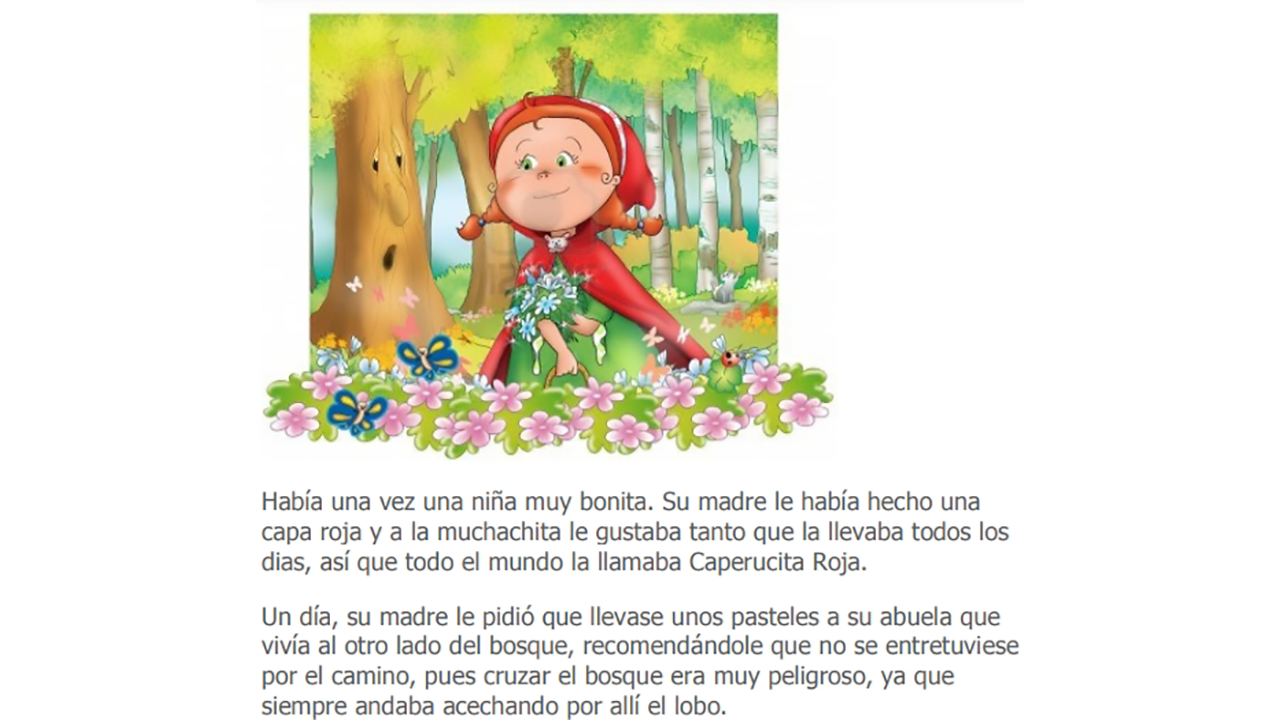 Había una vez una niña muy bonita. Su madre le había hecho una
capa roja y a la muchachita le gustaba tanto que la llevaba todos los
dias, así que todo el mundo la llamaba Caperucita Roja.
Un día, su madre le pidió que llevase unos pasteles a su abuela que
vivía al otro lado del bosque, recomendándole que no se entretuviese
por el camino, pues cruzar el bosque era muy peligroso, ya que
siempre andaba acechando por allí el lobo.